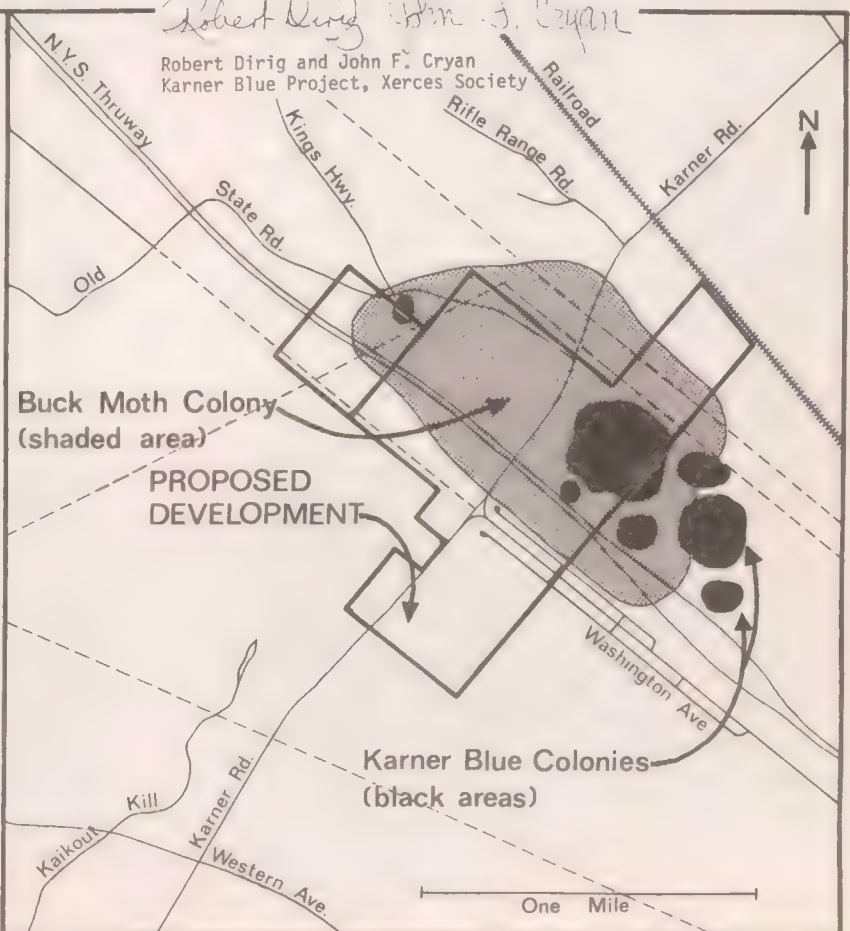 Robert Dirig John F. Cryan
Robert Dirig and John F. Cryan
Karner Blue Project, Xerces Society
N.Y.S. Thruway
Kings Hwy.
Rifle Range Rd.
Railroad
Karner Rd.
N
State Rd.
Old
Buck Moth Colony
(shaded area)
PROPOSED
DEVELOPMENT
Washington Ave
Karner Blue Colonies
(black areas)
Kaikout Kill
Karner Rd.
Western Ave.
One Mile